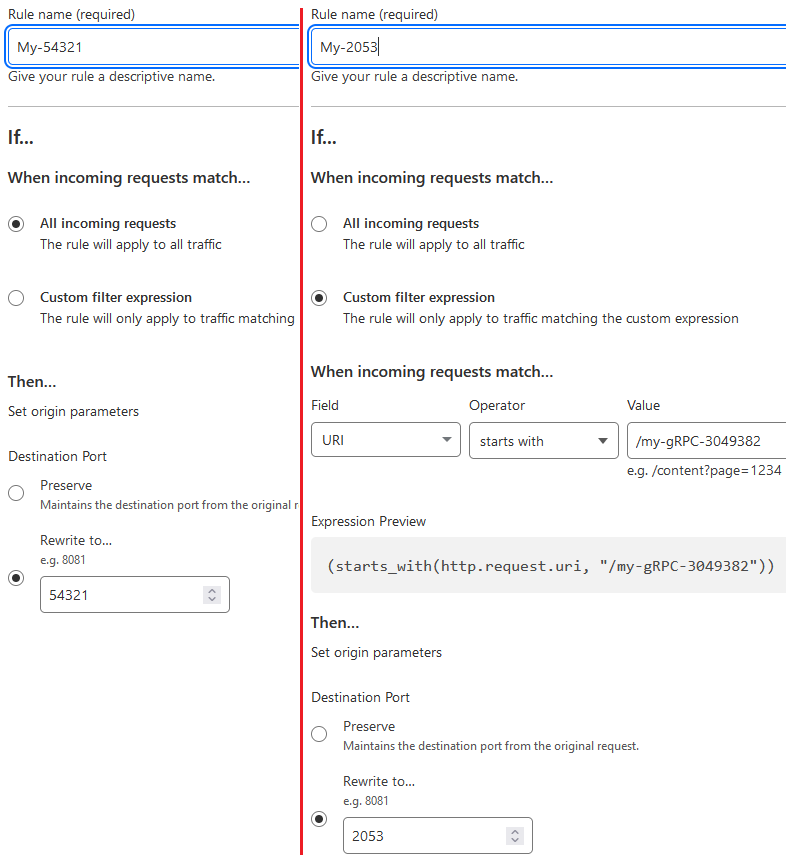 Rule name (required)
My-54321
Give your rule a descriptive name.
If...
When incoming requests match...
All incoming requests
The rule will apply to all traffic
Custom filter expression
The rule will only apply to traffic matching
Then...
Set origin parameters
Destination Port
Preserve
Maintains the destination port from the original r
Rewrite to...
e.g. 8081
54321
Rule name (required)
My-2053
Give your rule a descriptive name.
If...
When incoming requests match...
All incoming requests
The rule will apply to all traffic
Custom filter expression
The rule will only apply to traffic matching the custom expression
When incoming requests match...
Field Operator Value
URI starts with /my-gRPC-3049382
e.g. /content?page=1234
Expression Preview
(starts_with(http.request.uri, "/my-gRPC-3049382"))
Then...
Set origin parameters
Destination Port
Preserve
Maintains the destination port from the original request.
Rewrite to...
e.g. 8081
2053